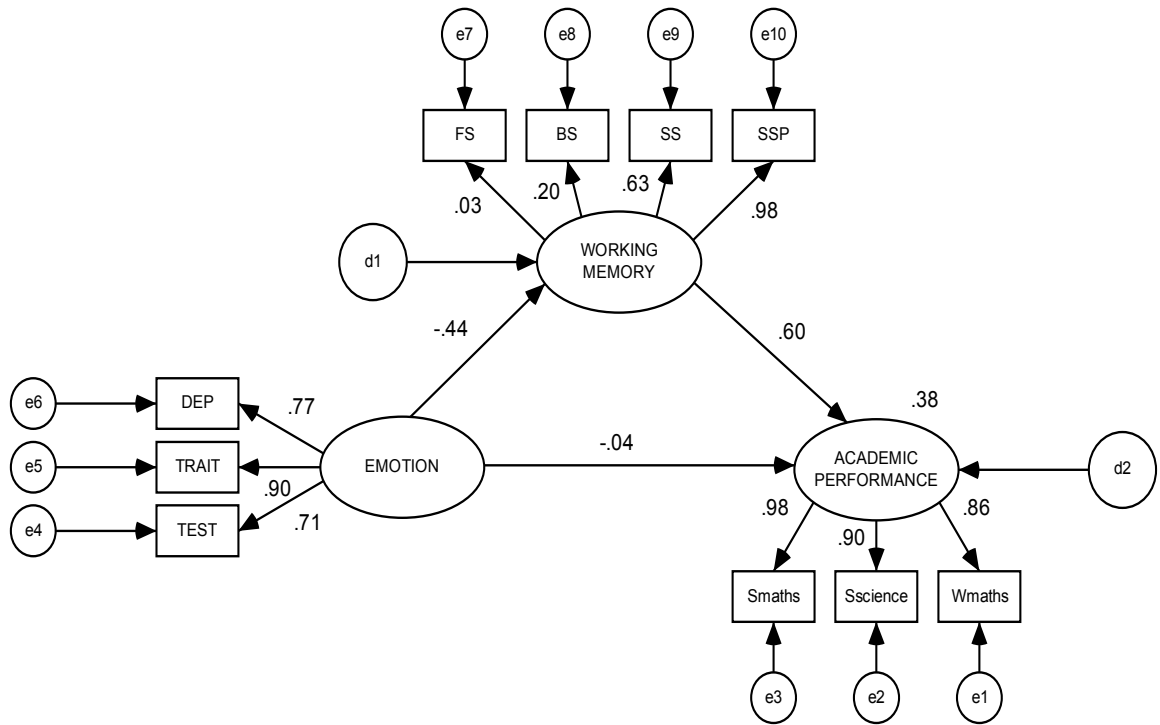 e7
e8
e9
e10
FS
BS
SS
SSP
.03
.20
.63
.98
d1
WORKING
MEMORY
-.44
.60
e6
DEP
.77
.38
e5
TRAIT
EMOTION
-.04
ACADEMIC
PERFORMANCE
d2
.90
e4
TEST
.71
.98
.90
.86
Smaths
Sscience
Wmaths
e3
e2
e1